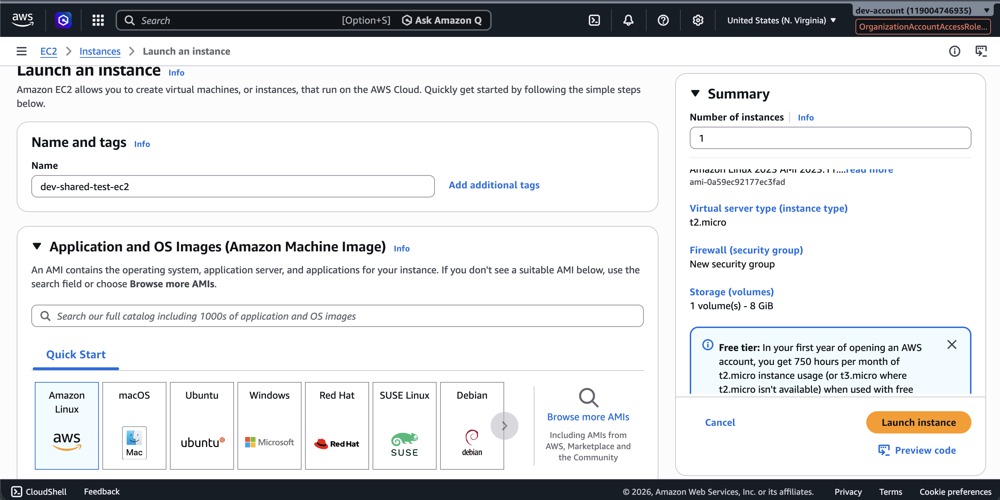 aws
Search
[Option+S]
Ask Amazon Q
United States (N. Virginia)
dev-account (119004746935)
OrganizationAccountAccessRole...
EC2
Instances
Launch an instance
Launch an instance
Info
Amazon EC2 allows you to create virtual machines, or instances, that run on the AWS Cloud. Quickly get started by following the simple steps
below.
Name and tags
Info
Name
dev-shared-test-ec2
Add additional tags
Application and OS Images (Amazon Machine Image)
Info
An AMI contains the operating system, application server, and applications for your instance. If you don't see a suitable AMI below, use the
search field or choose Browse more AMIs.
Search our full catalog including 1000s of application and OS images
Quick Start
Amazon
Linux
aws
macOS
Mac
Ubuntu
ubuntu
Windows
Microsoft
Red Hat
Red Hat
SUSE Linux
SUSE
Debian
debian
Browse more AMIs
Including AMIs from
AWS, Marketplace and
the Community
Summary
Number of instances
Info
1
Amazon Linux 2023 AMI 2023.11....read more
ami-0a59ec92177ec3fad
Virtual server type (instance type)
t2.micro
Firewall (security group)
New security group
Storage (volumes)
1 volume(s) - 8 GiB
Free tier: In your first year of opening an AWS
account, you get 750 hours per month of
t2.micro instance usage (or t3.micro where
t2.micro isn't available) when used with free
Cancel
Launch instance
Preview code
CloudShell
Feedback
© 2026, Amazon Web Services, Inc. or its affiliates.
Privacy
Terms
Cookie preferences